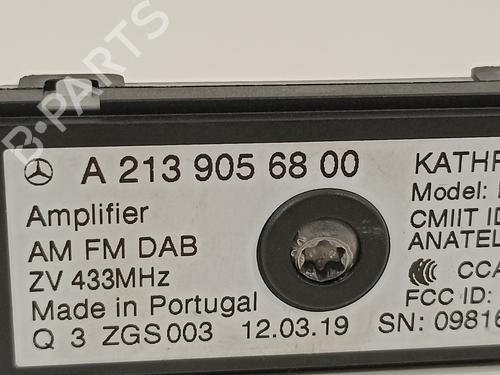 A 213 905 68 00
Amplifier
AM FM DAB
ZV 433MHz
Made in Portugal
Q 3 ZGS003 12.03.19
Model:
CMIIT ID
ANATEL
CCA
FCC ID:
SN: 09816
B-PARTS